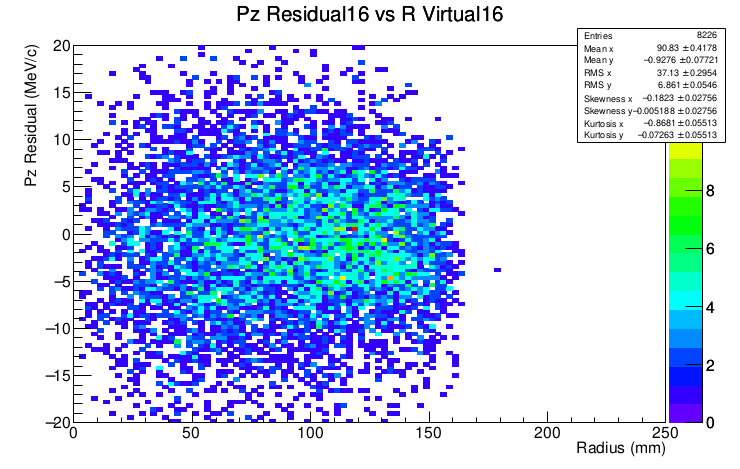 Pz Residual16 vs R Virtual16
Entries 8226
Mean x 90.83 ±0.4178
Mean y −0.9276 ±0.07721
RMS x 37.13 ±0.2954
RMS y 6.861 ±0.0546
Skewness x −0.1823 ±0.02756
Skewness y −0.005188 ±0.02756
Kurtosis x −0.8681 ±0.05513
Kurtosis y −0.07263 ±0.05513
Pz Residual (MeV/c)
20
15
10
5
0
−5
−10
−15
−20
0 50 100 150 200 250
Radius (mm)
8
6
4
2
0